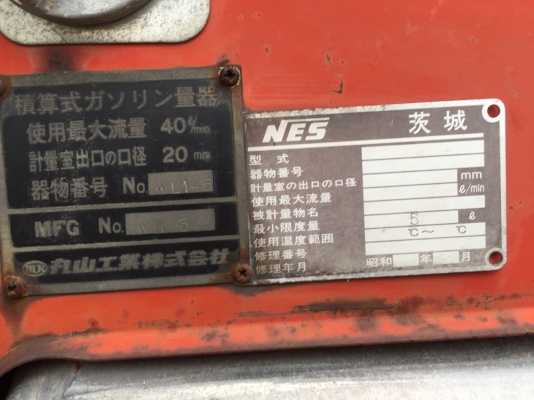 積算式ガソリン量器
使用最大流量 40ℓ/min
計量室出口の口径 20mm
器物番号 No.
MFG No.
丸山工業株式会社
NES 茨城
型式
器物番号
計量室の出口の口径 mm
使用最大流量 ℓ/min
被計量物名
最小限度量 5 ℓ
使用温度範囲 ℃〜 ℃
修理番号
修理年月 昭和 年 月